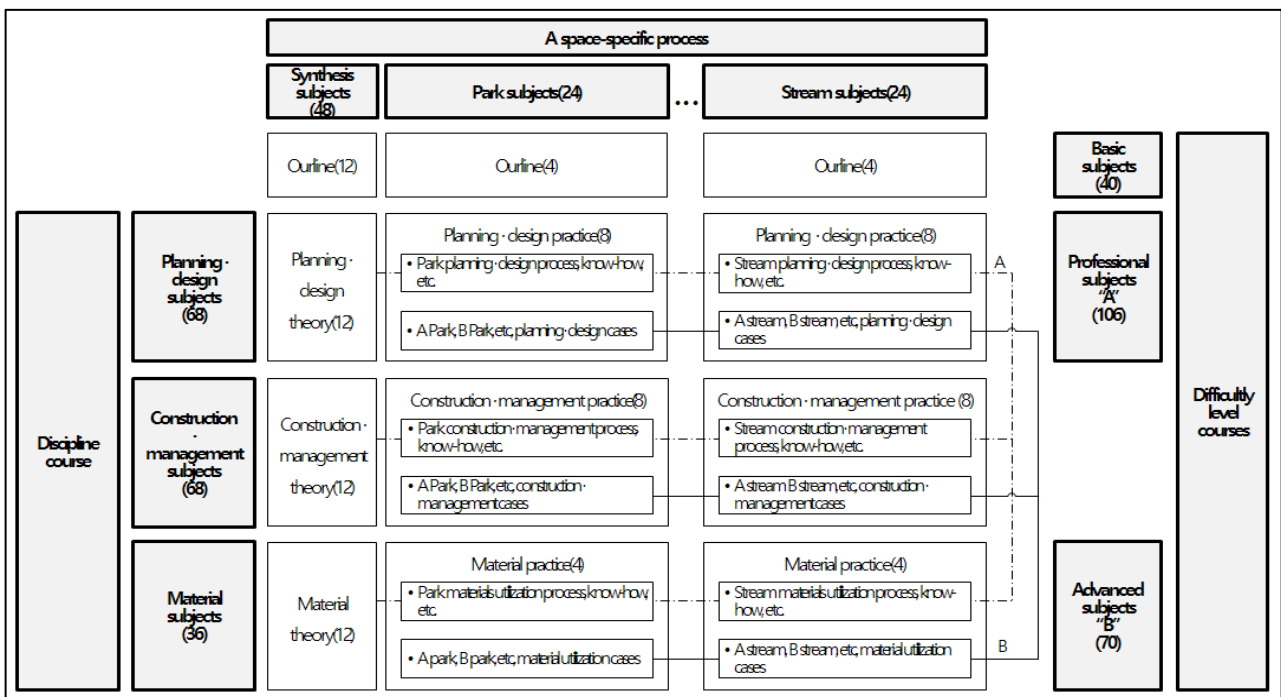 A space-specific process
Synthesis
subjects
(48)
Park subjects(24)
...
Stream subjects(24)
Ourline(12)
Ourline(4)
Ourline(4)
Basic
subjects
(40)
Discipline
course
Planning·
design
subjects
(68)
Planning·
design
theory(12)
Planning·design practice(8)
• Park planning·design process, know-how,
etc.
• A Park, B Park, etc, planning·design cases
Planning·design practice(8)
• Stream planning·design process, know-
how, etc.
• A stream, B stream, etc, planning·design
cases
A
Professional
subjects
"A"
(106)
Construction
·
management
subjects
(68)
Construction·
management
theory(12)
Construction·management practice(8)
• Park construction·management process,
know-how, etc.
• A Park, B Park, etc, construction·
management cases
Construction·management practice (8)
• Stream construction·management
process, know-how, etc.
• A stream B stream, etc, construction·
management cases
Difficultly
level
courses
Material
subjects
(36)
Material
theory(12)
Material practice(4)
• Park materials utilization process, know-how,
etc.
• A park, B park, etc, material utilization cases
Material practice(4)
• Stream materials utilization process, know-
how, etc.
• A stream, B stream, etc, material utilization
cases
B
Advanced
subjects
"B"
(70)